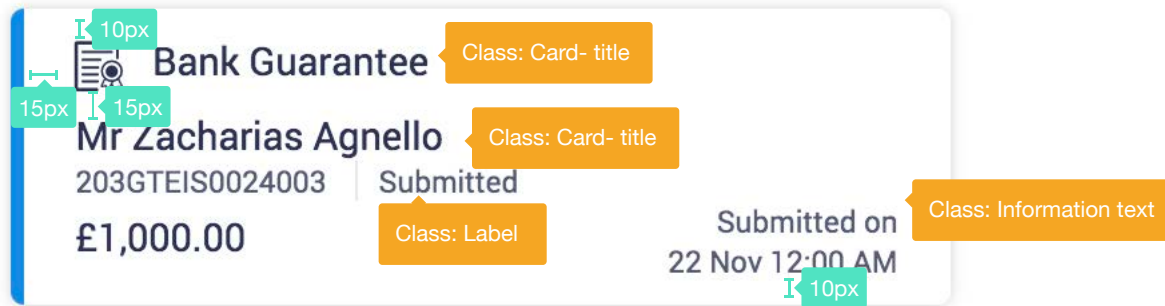 10px
Bank Guarantee
Class: Card- title
15px
15px
Mr Zacharias Agnello
Class: Card- title
203GTEIS0024003
Submitted
Class: Label
£1,000.00
Submitted on
22 Nov 12:00 AM
Class: Information text
10px